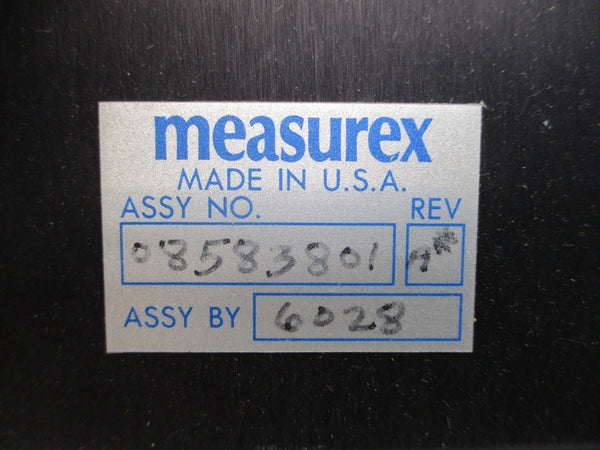 measurex
MADE IN U.S.A.
ASSY NO. REV
08583801 A*
ASSY BY 6028